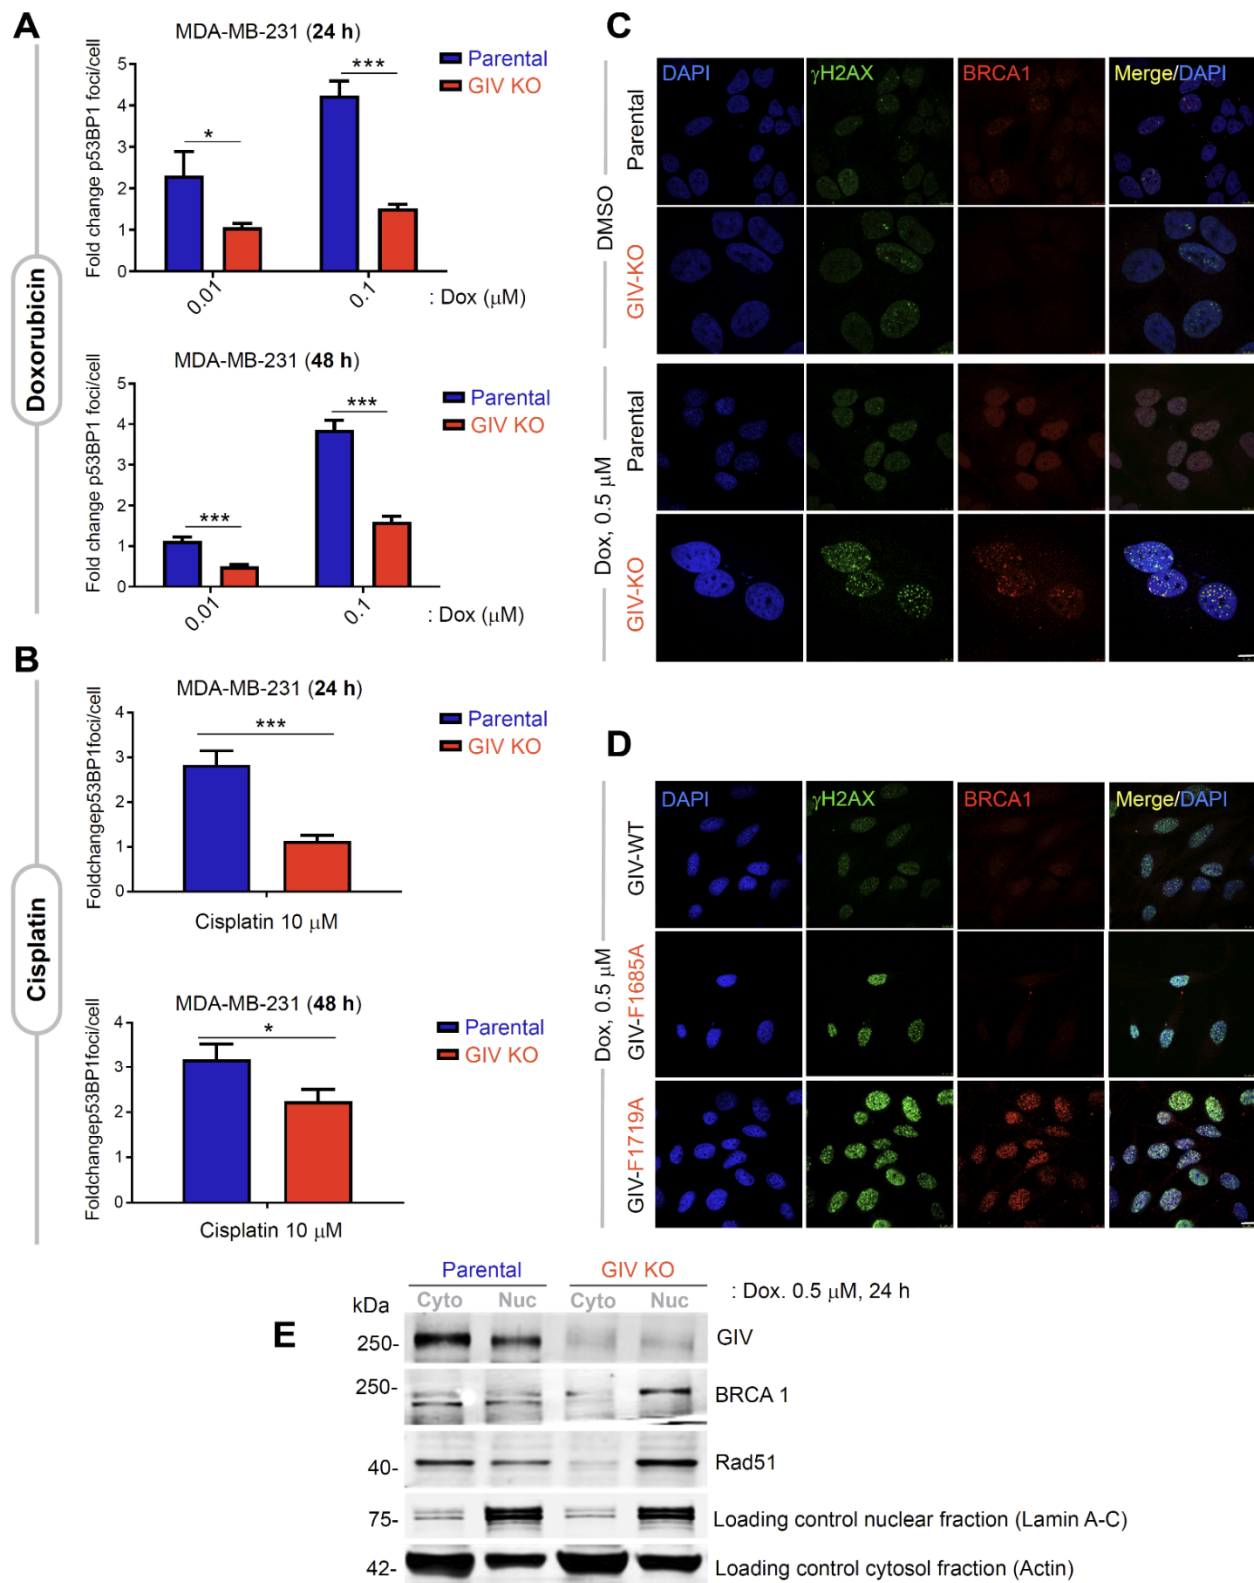 A
MDA-MB-231 (24 h)
Parental
GIV KO
Fold change p53BP1 foci/cell
5
4
3
2
1
0
*
***
0.01
0.1
: Dox (μM)
Doxorubicin
MDA-MB-231 (48 h)
Parental
GIV KO
Fold change p53BP1 foci/cell
5
4
3
2
1
0
***
***
0.01
0.1
: Dox (μM)
B
MDA-MB-231 (24 h)
Parental
GIV KO
Foldchangep53BP1foci/cell
4
3
2
1
0
***
Cisplatin 10 μM
Cisplatin
MDA-MB-231 (48 h)
Parental
GIV KO
Foldchangep53BP1foci/cell
4
3
2
1
0
*
Cisplatin 10 μM
C
DAPI
γH2AX
BRCA1
Merge/DAPI
DMSO
Parental
GIV-KO
Dox, 0.5 μM
Parental
GIV-KO
D
DAPI
γH2AX
BRCA1
Merge/DAPI
Dox, 0.5 μM
GIV-WT
GIV-F1685A
GIV-F1719A
E
Parental
GIV KO
kDa
Cyto
Nuc
Cyto
Nuc
: Dox. 0.5 μM, 24 h
250-
GIV
250-
BRCA 1
40-
Rad51
75-
Loading control nuclear fraction (Lamin A-C)
42-
Loading control cytosol fraction (Actin)